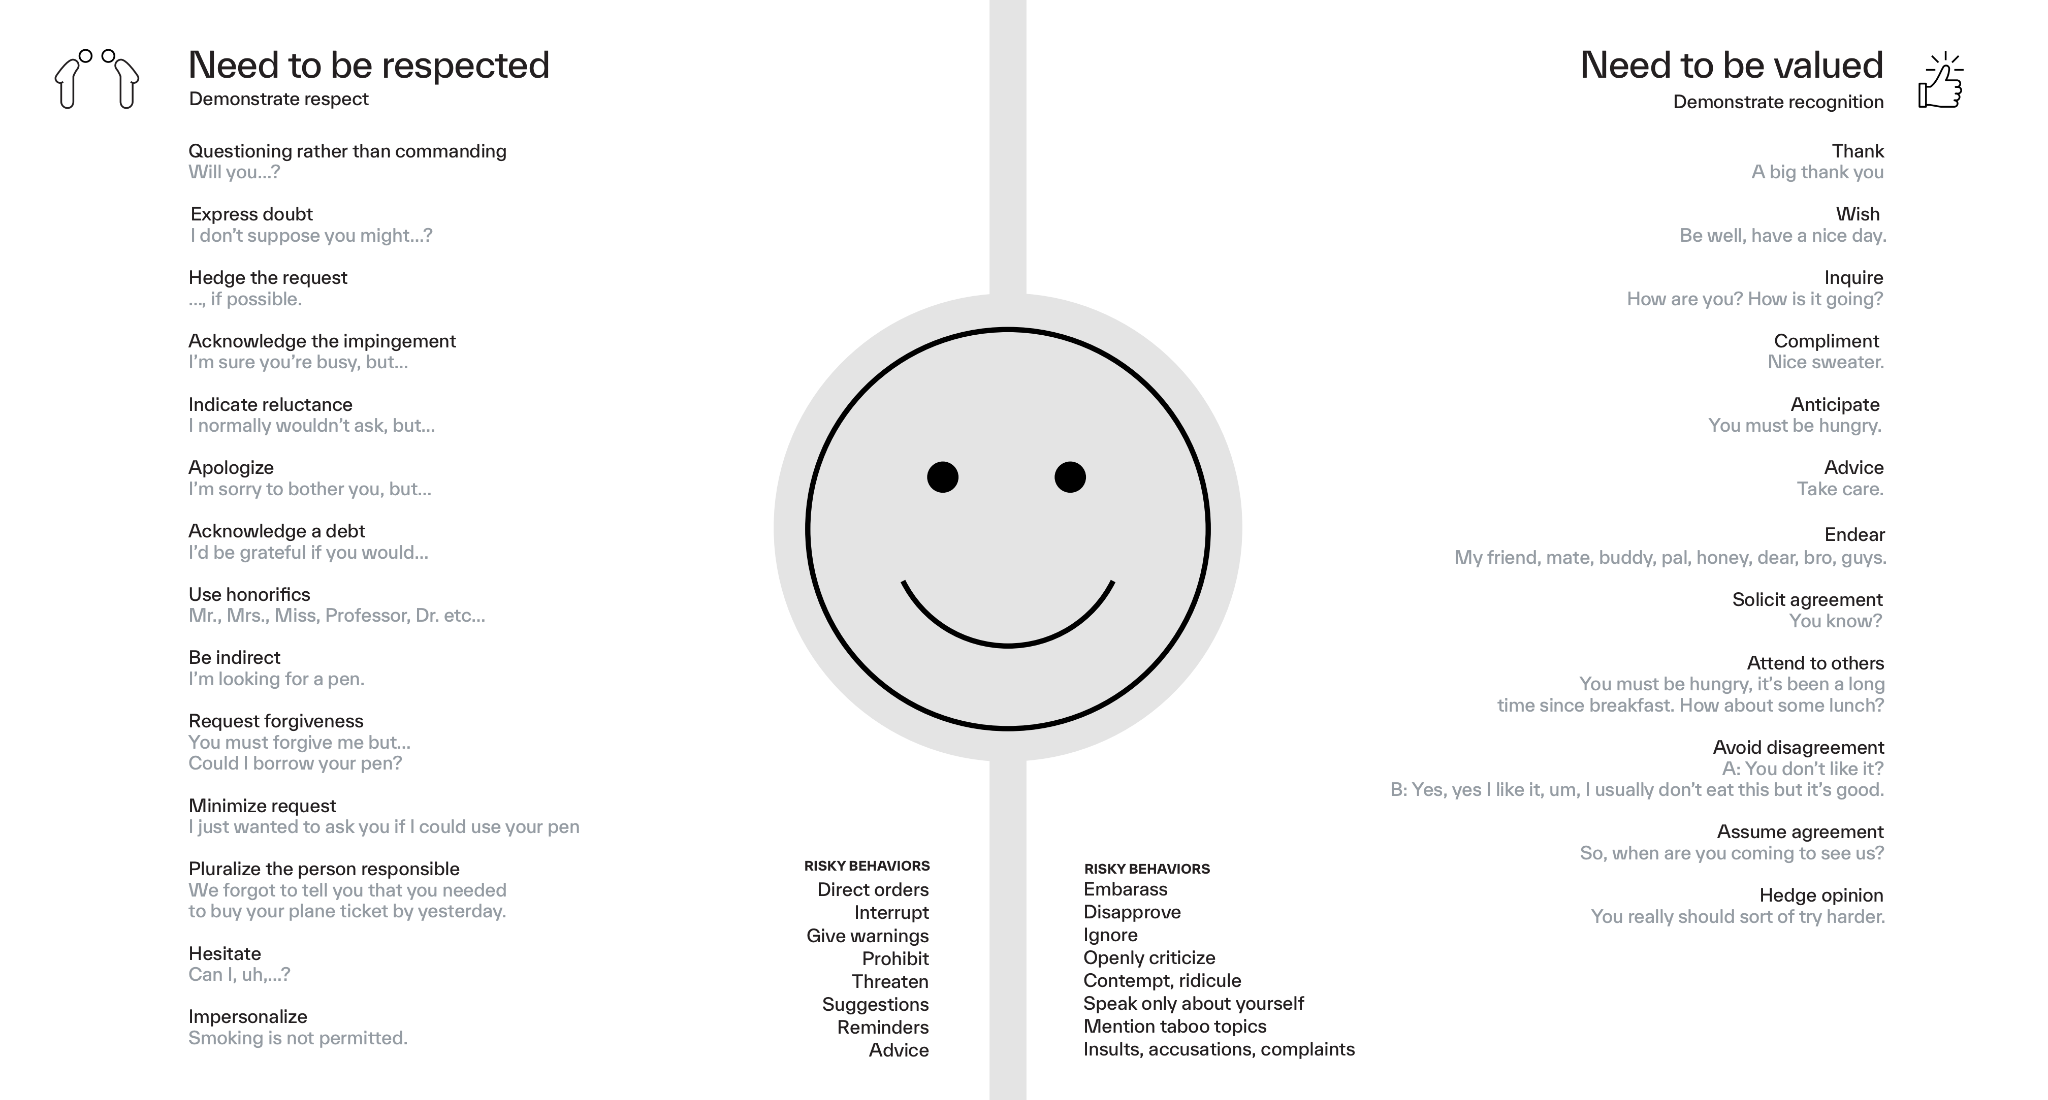 Need to be respected
Demonstrate respect
Questioning rather than commanding
Will you...?
Express doubt
I don't suppose you might...?
Hedge the request
..., if possible.
Acknowledge the impingement
I'm sure you're busy, but...
Indicate reluctance
I normally wouldn't ask, but...
Apologize
I'm sorry to bother you, but...
Acknowledge a debt
I'd be grateful if you would...
Use honorifics
Mr., Mrs., Miss, Professor, Dr. etc...
Be indirect
I'm looking for a pen.
Request forgiveness
You must forgive me but...
Could I borrow your pen?
Minimize request
I just wanted to ask you if I could use your pen
Pluralize the person responsible
We forgot to tell you that you needed
to buy your plane ticket by yesterday.
Hesitate
Can I, uh,...?
Impersonalize
Smoking is not permitted.
RISKY BEHAVIORS
Direct orders
Interrupt
Give warnings
Prohibit
Threaten
Suggestions
Reminders
Advice
RISKY BEHAVIORS
Embarass
Disapprove
Ignore
Openly criticize
Contempt, ridicule
Speak only about yourself
Mention taboo topics
Insults, accusations, complaints
Need to be valued
Demonstrate recognition
Thank
A big thank you
Wish
Be well, have a nice day.
Inquire
How are you? How is it going?
Compliment
Nice sweater.
Anticipate
You must be hungry.
Advice
Take care.
Endear
My friend, mate, buddy, pal, honey, dear, bro, guys.
Solicit agreement
You know?
Attend to others
You must be hungry, it's been a long
time since breakfast. How about some lunch?
Avoid disagreement
A: You don't like it?
B: Yes, yes I like it, um, I usually don't eat this but it's good.
Assume agreement
So, when are you coming to see us?
Hedge opinion
You really should sort of try harder.